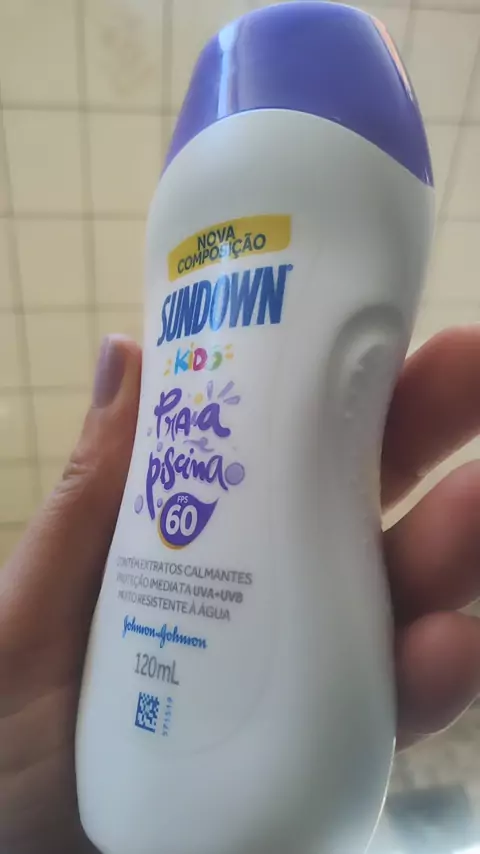 NOVA
COMPOSIÇÃO
SUNDOWN
KIDS
PRAIA
e
piscina
FPS
60
CONTÉM EXTRATOS CALMANTES
PROTEÇÃO IMEDIATA UVA+UVB
MUITO RESISTENTE À ÁGUA
Johnson & Johnson
120mL